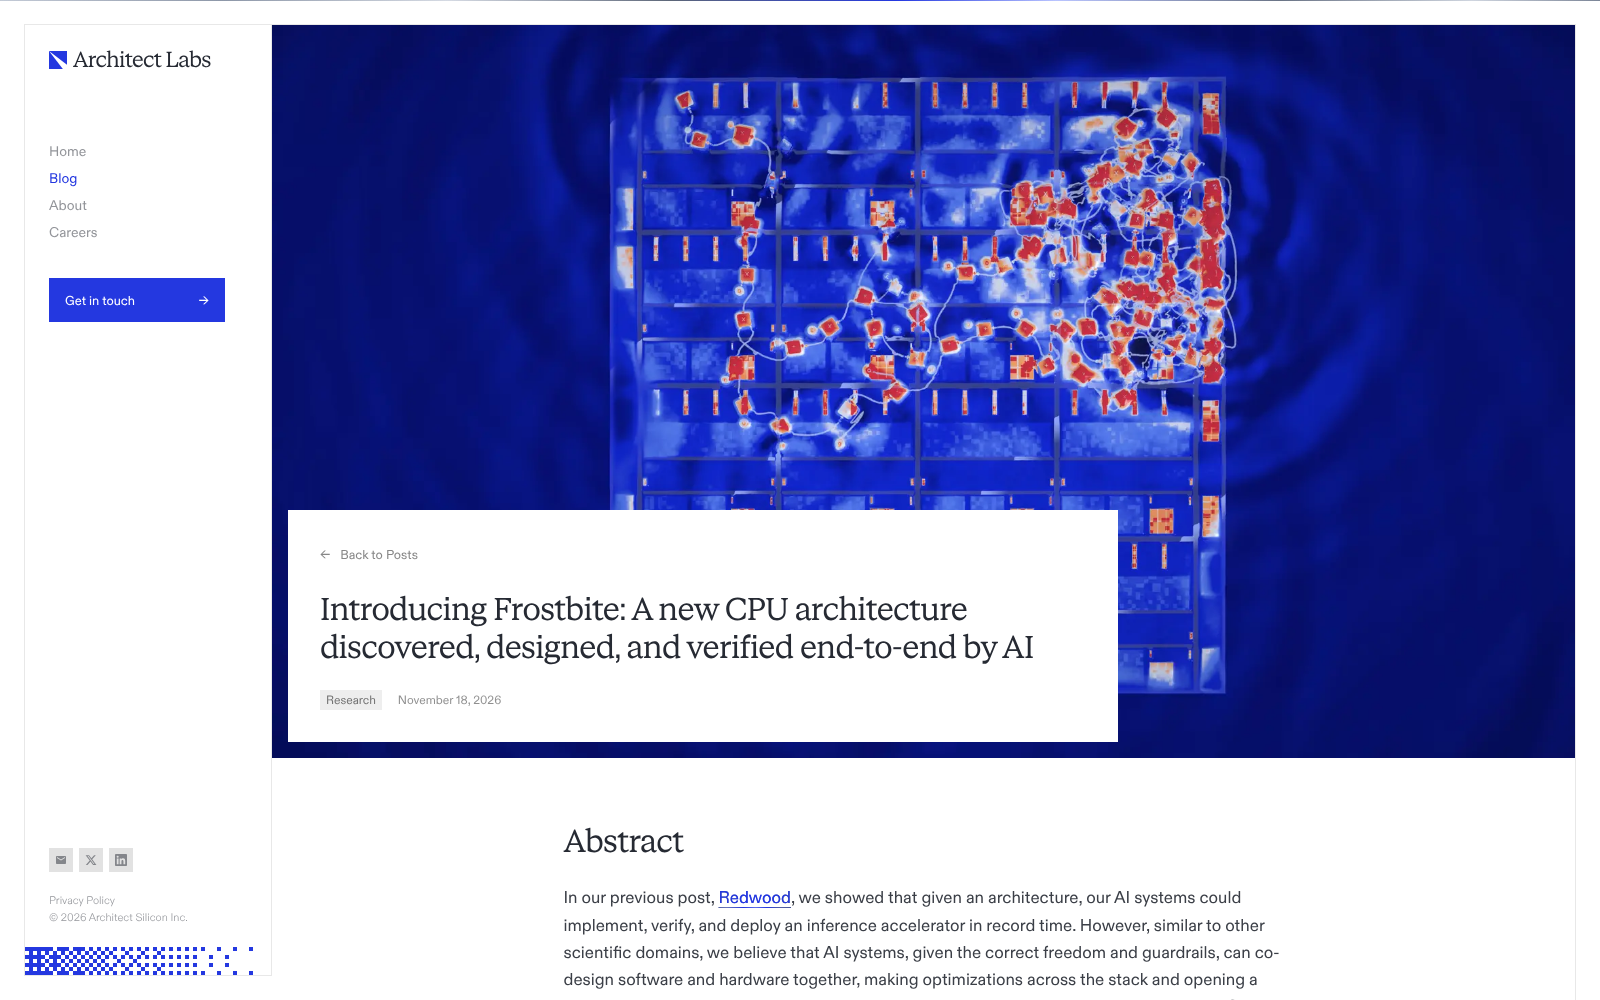 Architect Labs
Home
Blog
About
Careers
Get in touch
Privacy Policy
© 2026 Architect Silicon Inc.
Back to Posts
Introducing Frostbite: A new CPU architecture
discovered, designed, and verified end-to-end by AI
Research November 18, 2026
Abstract
In our previous post, Redwood, we showed that given an architecture, our AI systems could
implement, verify, and deploy an inference accelerator in record time. However, similar to other
scientific domains, we believe that AI systems, given the correct freedom and guardrails, can co-
design software and hardware together, making optimizations across the stack and opening a